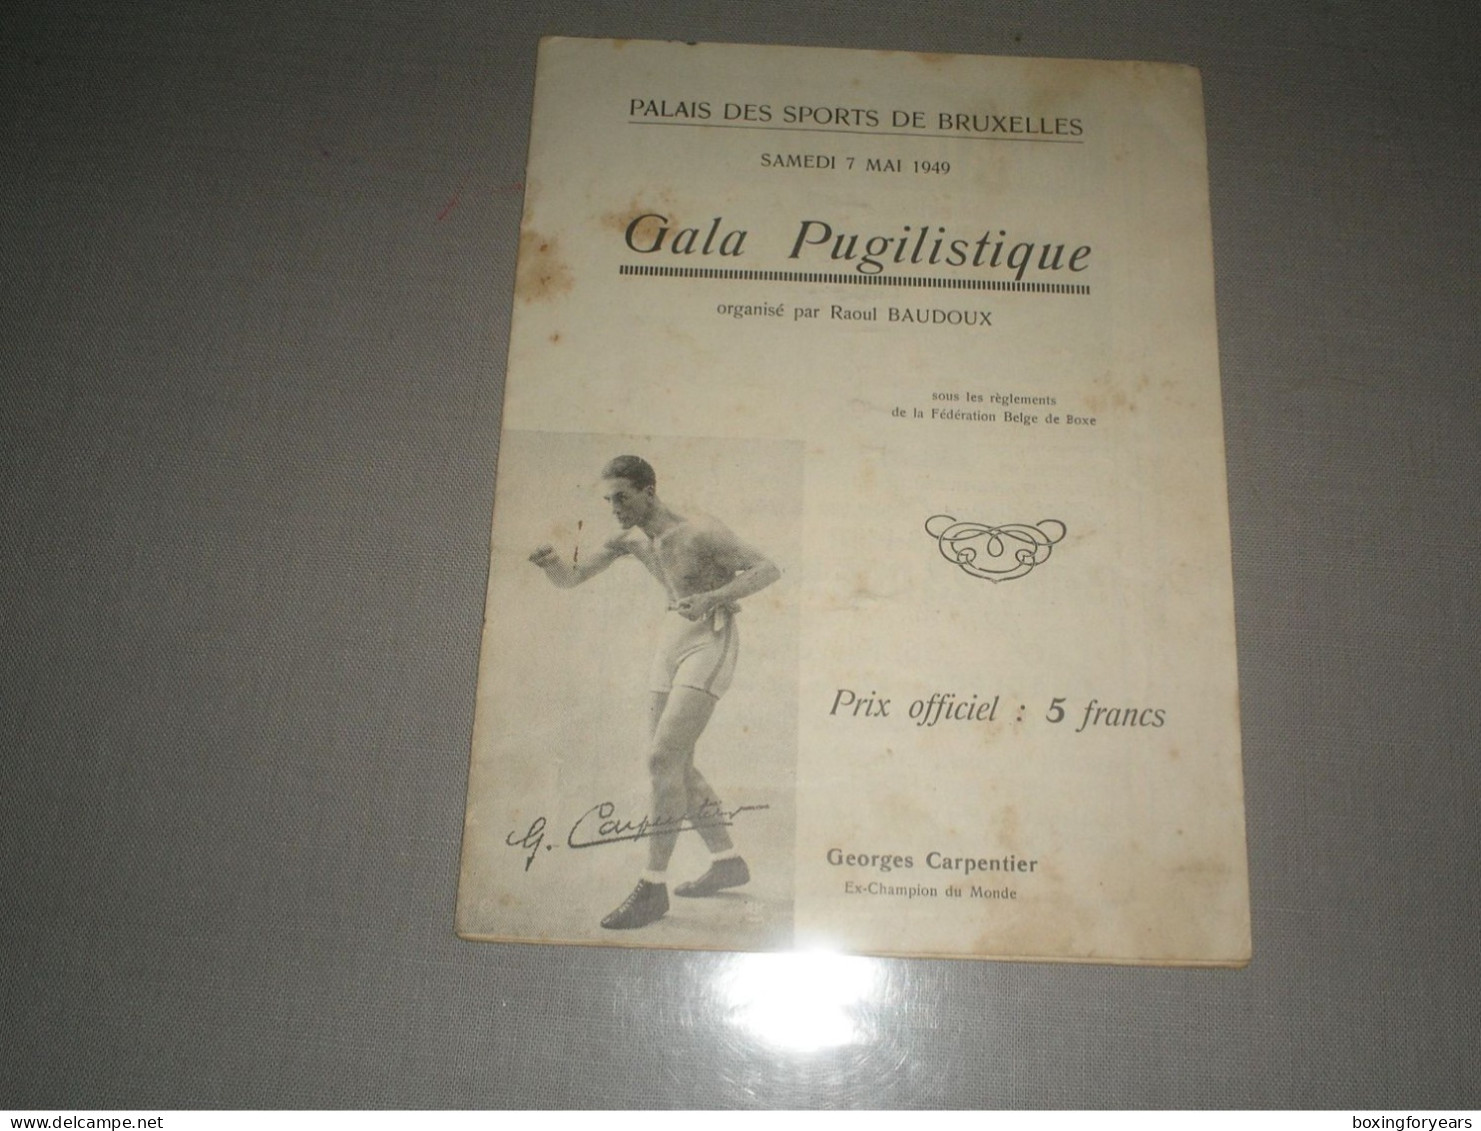 PALAIS DES SPORTS DE BRUXELLES
SAMEDI 7 MAI 1949
Gala Pugilistique
organisé par Raoul BAUDOUX
sous les règlements
de la Fédération Belge de Boxe
Prix officiel : 5 francs
G. Carpentier
Georges Carpentier
Ex-Champion du Monde
www.delcampe.net
boxingforyears